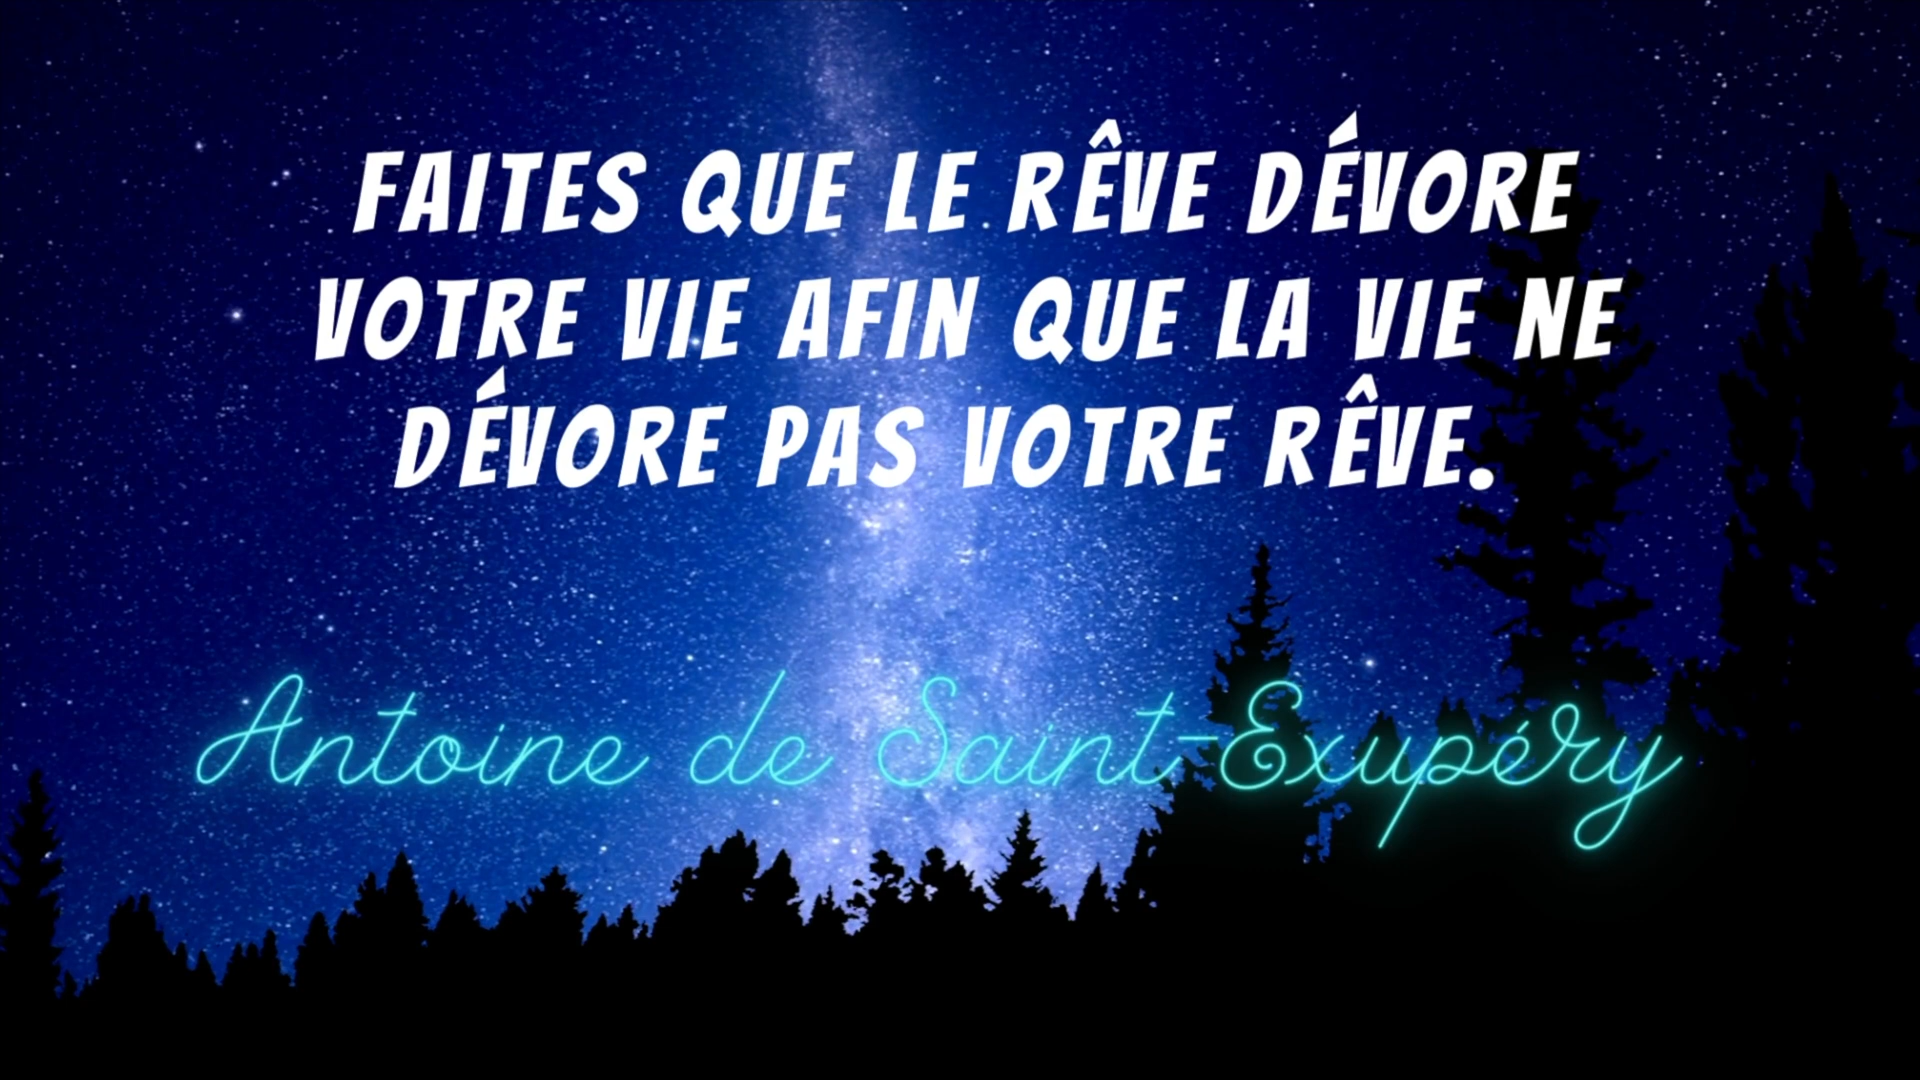 FAITES QUE LE RÊVE DÉVORE
VOTRE VIE AFIN QUE LA VIE NE
DÉVORE PAS VOTRE RÊVE.
Antoine de Saint-Exupéry